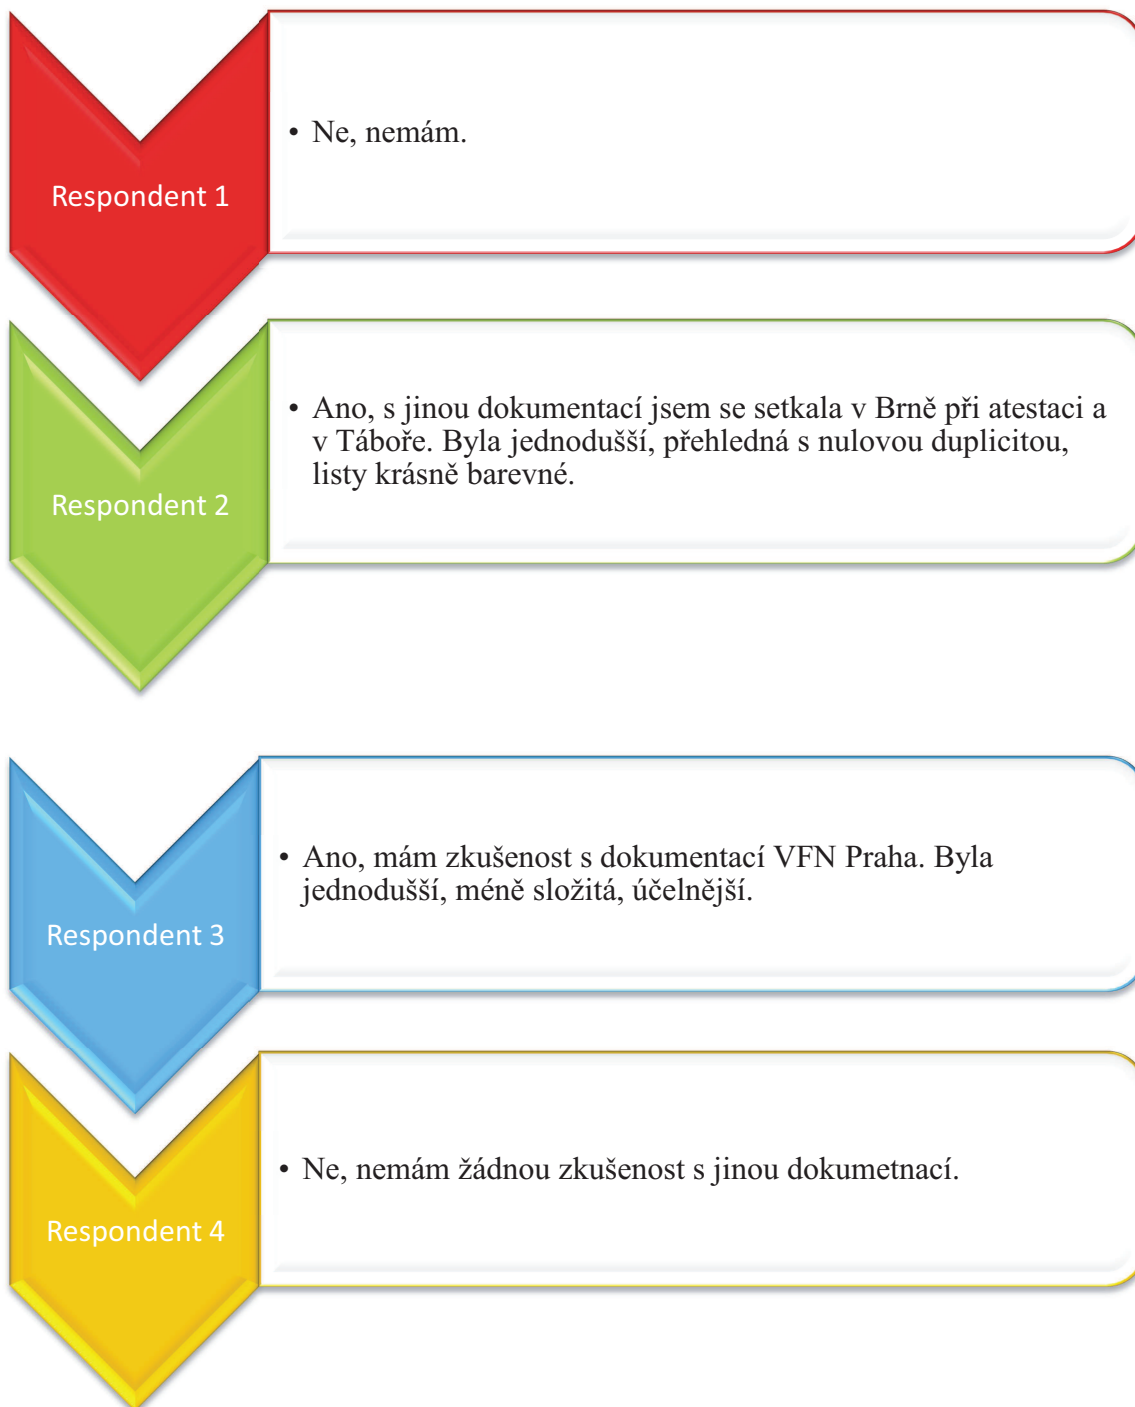 Respondent 1
• Ne, nemám.
Respondent 2
• Ano, s jinou dokumentací jsem se setkala v Brně při atestaci a
v Táboře. Byla jednodušší, přehledná s nulovou duplicitou,
listy krásně barevné.
Respondent 3
• Ano, mám zkušenost s dokumentací VFN Praha. Byla
jednodušší, méně složitá, účelnější.
Respondent 4
• Ne, nemám žádnou zkušenost s jinou dokumetnací.